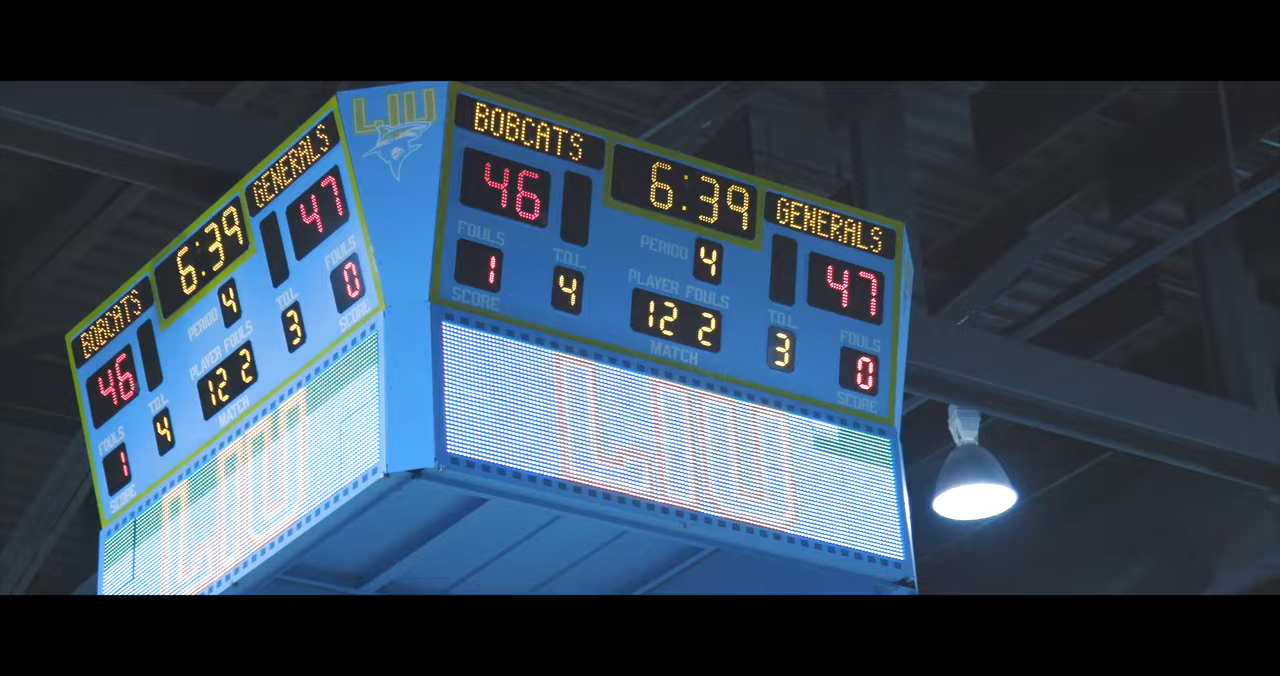 BOBCATS 6:39 GENERALS
46 47
PERIOD 4
FOULS 1 T.O.L. 4 PLAYER FOULS 12 2 T.O.L. 3 FOULS 0
SCORE MATCH SCORE
LIU
LIU
BOBCATS 6:39 GENERALS
46 47
PERIOD 4
FOULS 1 T.O.L. 4 PLAYER FOULS 12 2 T.O.L. 3 FOULS 0
SCORE MATCH SCORE
LIU